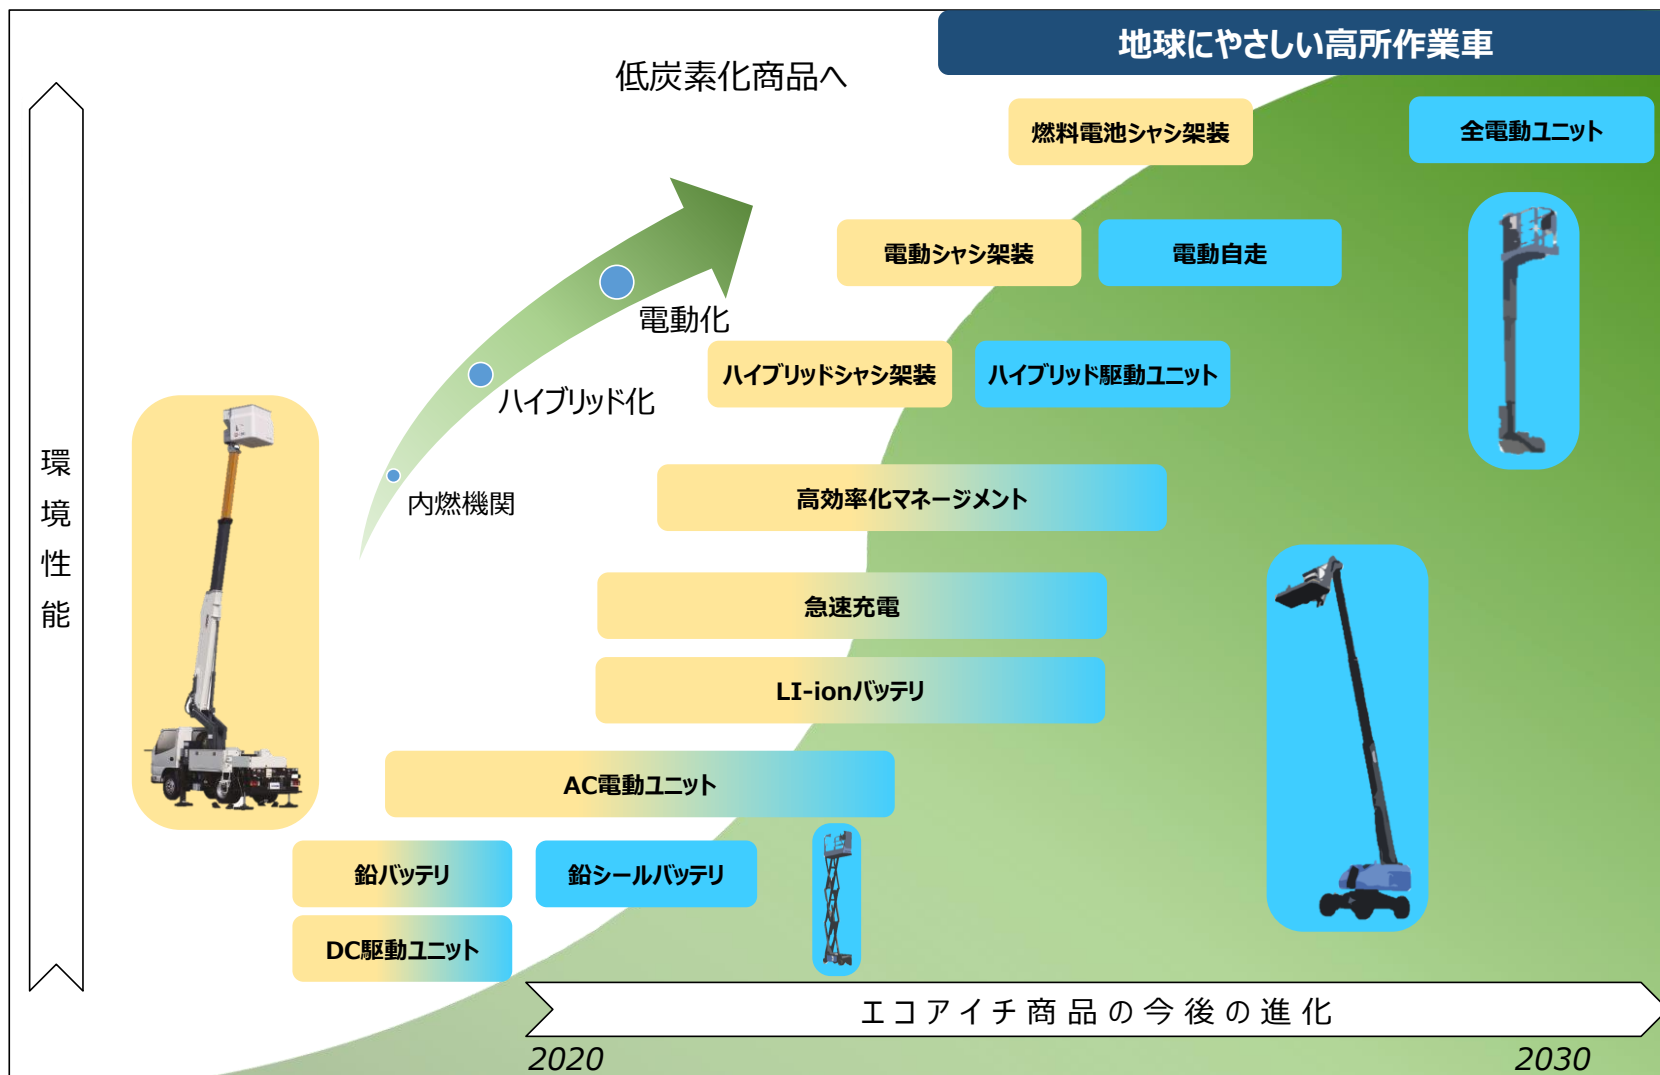 地球にやさしい高所作業車
低炭素化商品へ
燃料電池シャシ架装
全電動ユニット
電動シャシ架装
電動自走
電動化
ハイブリッドシャシ架装
ハイブリッド駆動ユニット
ハイブリッド化
内燃機関
環境性能
高効率化マネージメント
急速充電
LI-ionバッテリ
AC電動ユニット
鉛バッテリ
鉛シールバッテリ
DC駆動ユニット
エコアイチ商品の今後の進化
2020
2030